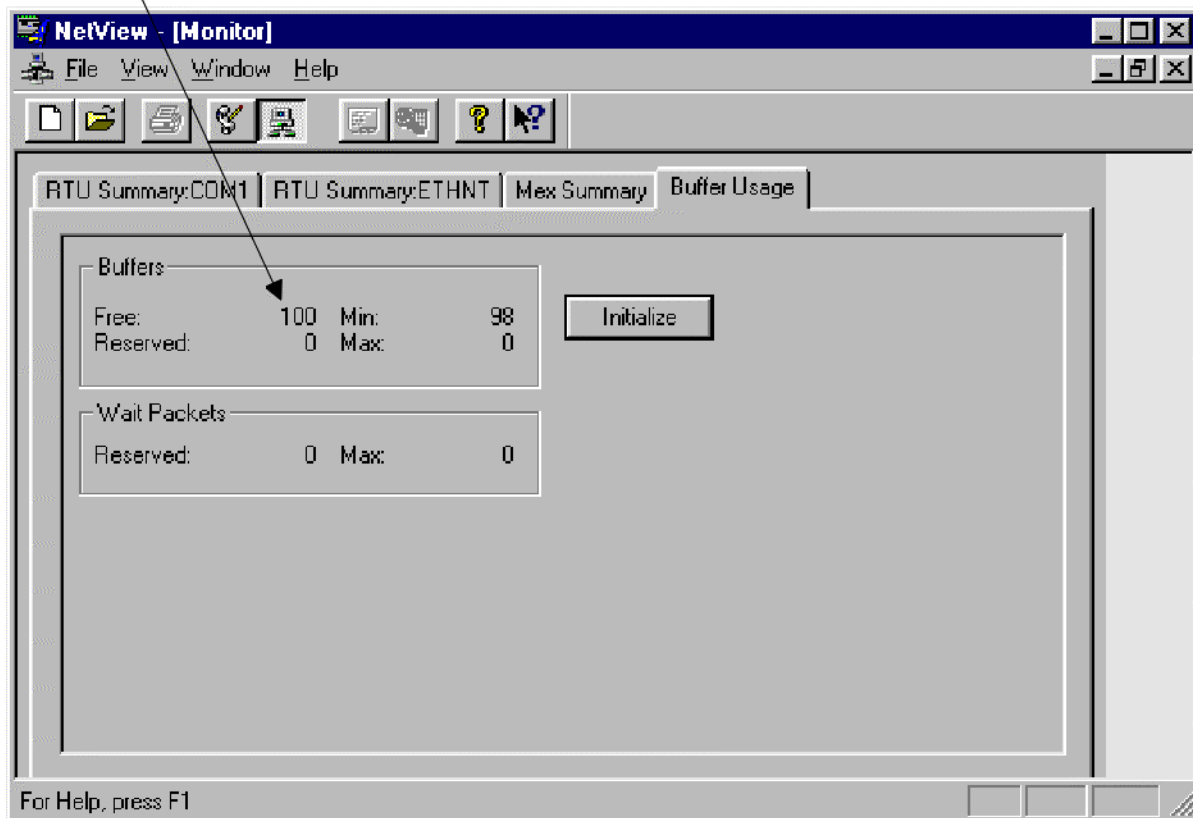 NetView - [Monitor]
File View Window Help
RTU Summary:COM1 RTU Summary:ETHNT Mex Summary Buffer Usage
Buffers
Free: 100 Min: 98
Reserved: 0 Max: 0
Initialize
Wait Packets
Reserved: 0 Max: 0
For Help, press F1